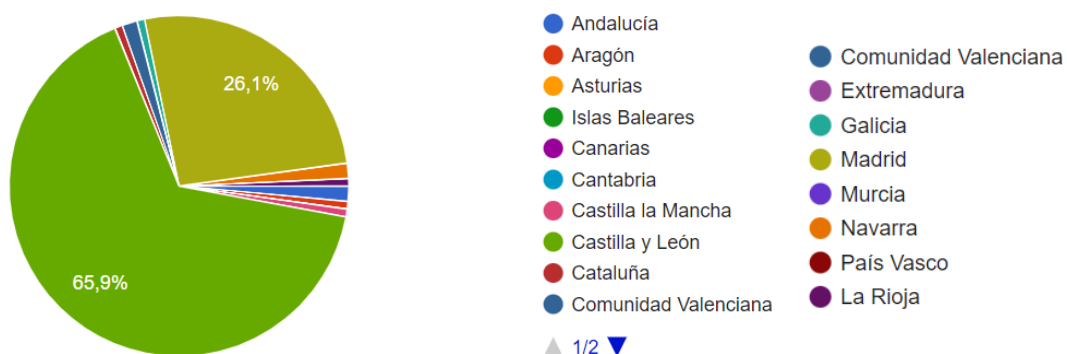 26,1%
65,9%
Andalucía
Aragón
Asturias
Islas Baleares
Canarias
Cantabria
Castilla la Mancha
Castilla y León
Cataluña
Comunidad Valenciana
1/2
Comunidad Valenciana
Extremadura
Galicia
Madrid
Murcia
Navarra
País Vasco
La Rioja